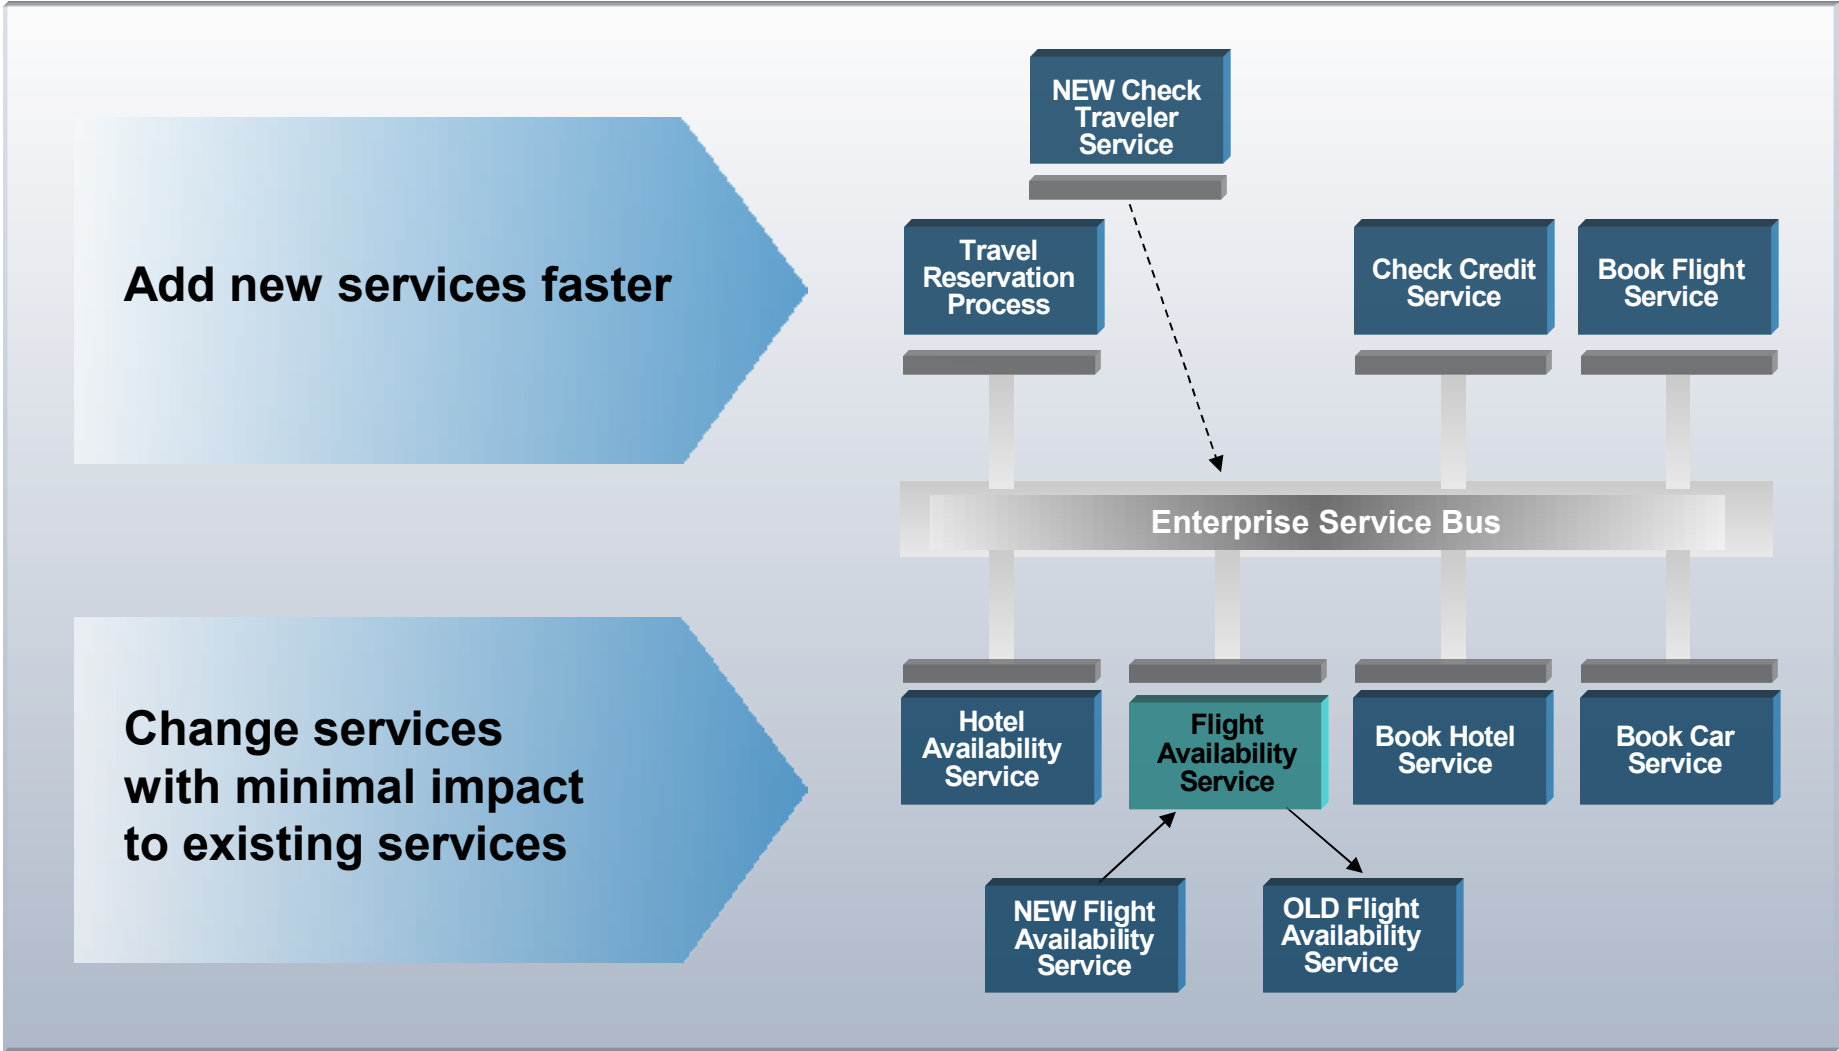 NEW Check
Traveler
Service
Add new services faster
Travel
Reservation
Process
Check Credit
Service
Book Flight
Service
Enterprise Service Bus
Change services
with minimal impact
to existing services
Hotel
Availability
Service
Flight
Availability
Service
Book Hotel
Service
Book Car
Service
NEW Flight
Availability
Service
OLD Flight
Availability
Service